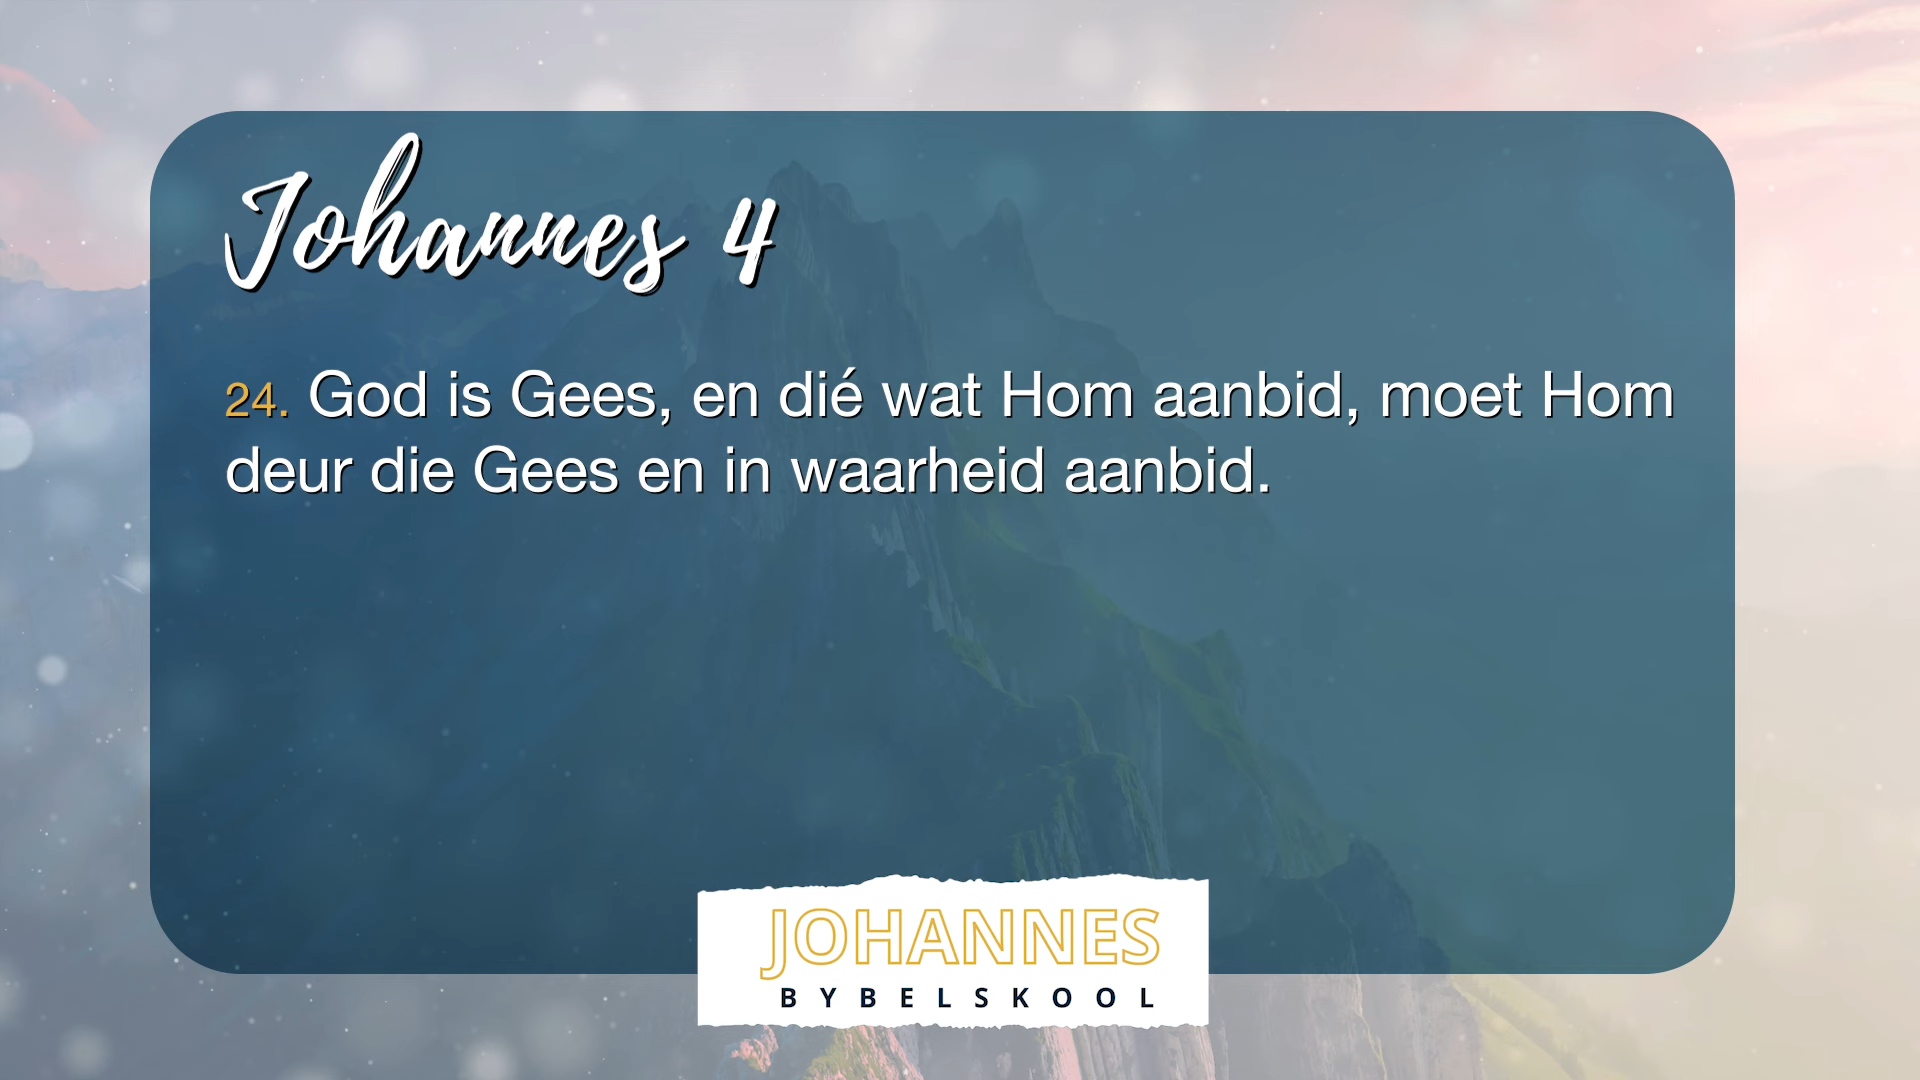 Johannes 4
24. God is Gees, en dié wat Hom aanbid, moet Hom
deur die Gees en in waarheid aanbid.
JOHANNES
BYBELSKOOL